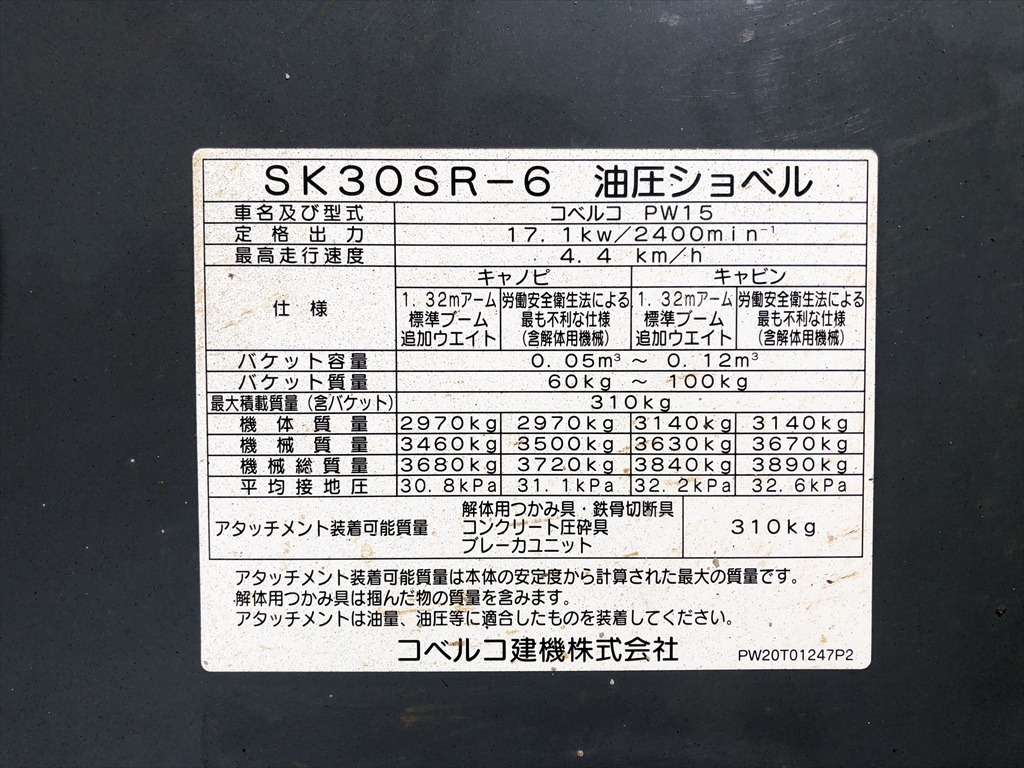 SK30SR-6 油圧ショベル
車名及び型式 コベルコ PW15
定格出力 17.1kw/2400min⁻¹
最高走行速度 4.4 km/h
仕様 キャノピ キャビン
1.32mアーム 労働安全衛生法による 1.32mアーム 労働安全衛生法による
標準ブーム 最も不利な仕様 標準ブーム 最も不利な仕様
追加ウエイト (含解体用機械) 追加ウエイト (含解体用機械)
バケット容量 0.05m³ ~ 0.12m³
バケット質量 60kg ~ 100kg
最大積載質量(含バケット) 310kg
機体質量 2970kg 2970kg 3140kg 3140kg
機械質量 3460kg 3500kg 3630kg 3670kg
機械総質量 3680kg 3720kg 3840kg 3890kg
平均接地圧 30.8kPa 31.1kPa 32.2kPa 32.6kPa
アタッチメント装着可能質量 解体用つかみ具・鉄骨切断具 310kg
コンクリート圧砕具
ブレーカユニット
アタッチメント装着可能質量は本体の安定度から計算された最大の質量です。
解体用つかみ具は掴んだ物の質量を含みます。
アタッチメントは油量、油圧等に適合したものを装着してください。
コベルコ建機株式会社 PW20T01247P2